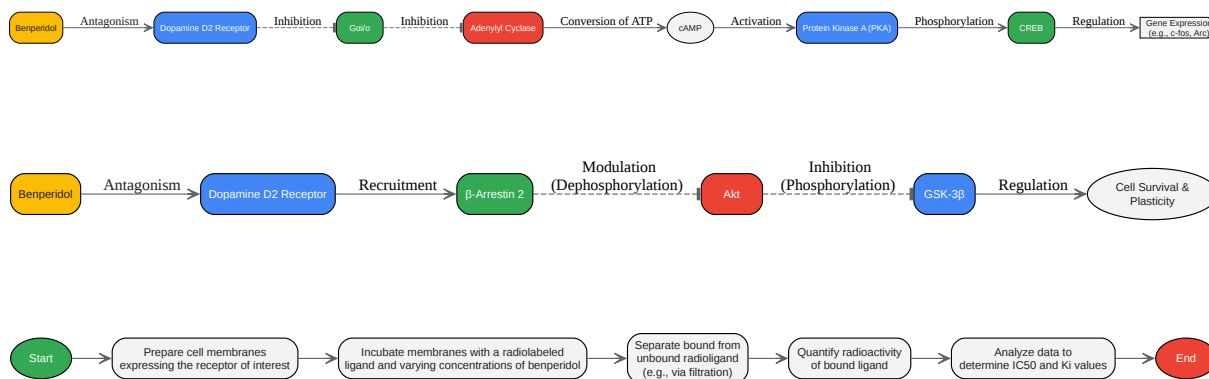 Benperidol
Antagonism
Dopamine D2 Receptor
Inhibition
Gαi/o
Inhibition
Adenylyl Cyclase
Conversion of ATP
cAMP
Activation
Protein Kinase A (PKA)
Phosphorylation
CREB
Regulation
Gene Expression
(e.g., c-fos, Arc)
Benperidol
Antagonism
Dopamine D2 Receptor
Recruitment
β-Arrestin 2
Modulation
(Dephosphorylation)
Akt
Inhibition
(Phosphorylation)
GSK-3β
Regulation
Cell Survival &
Plasticity
Start
Prepare cell membranes
expressing the receptor of interest
Incubate membranes with a radiolabeled
ligand and varying concentrations of benperidol
Separate bound from
unbound radioligand
(e.g., via filtration)
Quantify radioactivity
of bound ligand
Analyze data to
determine IC50 and Ki values
End